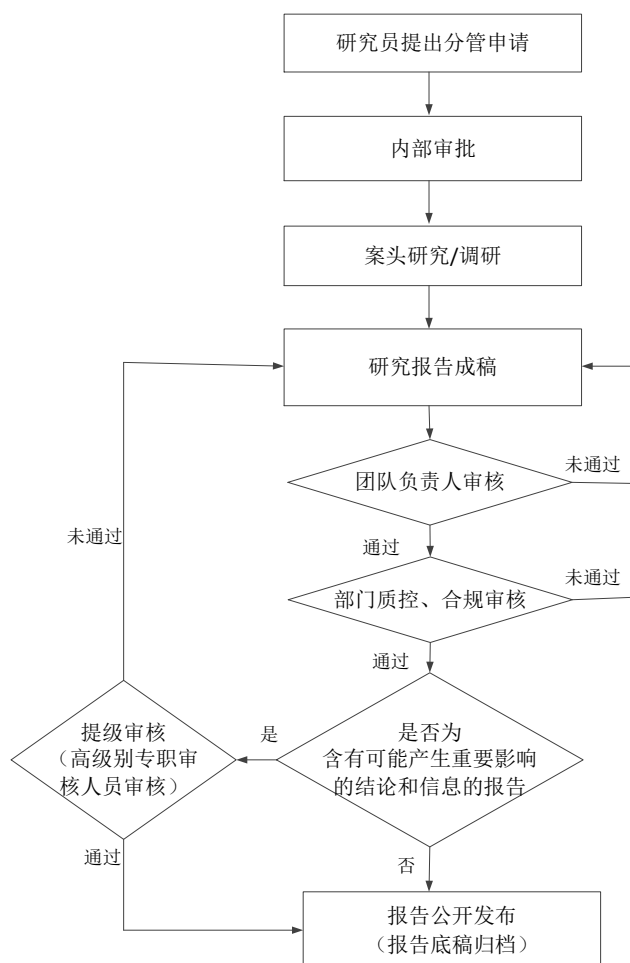 研究员提出分管申请
内部审批
案头研究/调研
研究报告成稿
团队负责人审核
未通过
未通过
通过
部门质控、合规审核
未通过
通过
提级审核
（高级别专职审
核人员审核）
是
是否为
含有可能产生重要影响
的结论和信息的报告
通过
否
报告公开发布
（报告底稿归档）